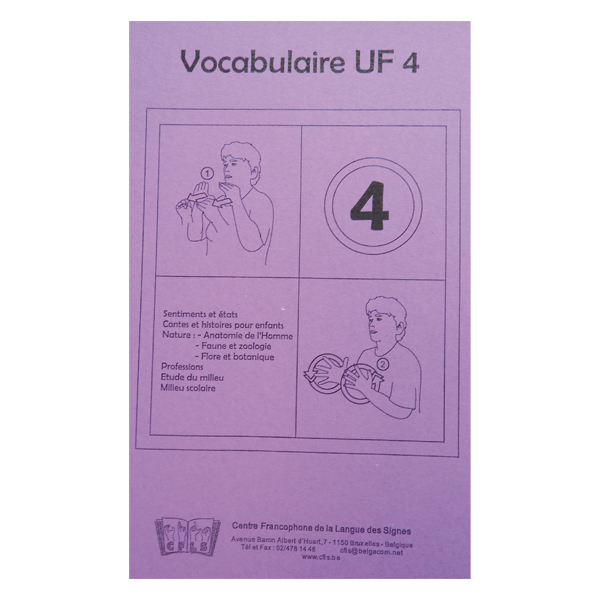 Vocabulaire UF 4
1
4
Sentiments et états
Contes et histoires pour enfants
Nature : - Anatomie de l'Homme
- Faune et zoologie
- Flore et botanique
Professions
Etude du milieu
Milieu scolaire
2
CFLS
Centre Francophone de la Langue des Signes
Avenue Baron Albert d'Huart,7 - 1150 Bruxelles - Belgique
Tél et Fax : 02/478 14 48 cfls@belgacom.net
www.cfls.be